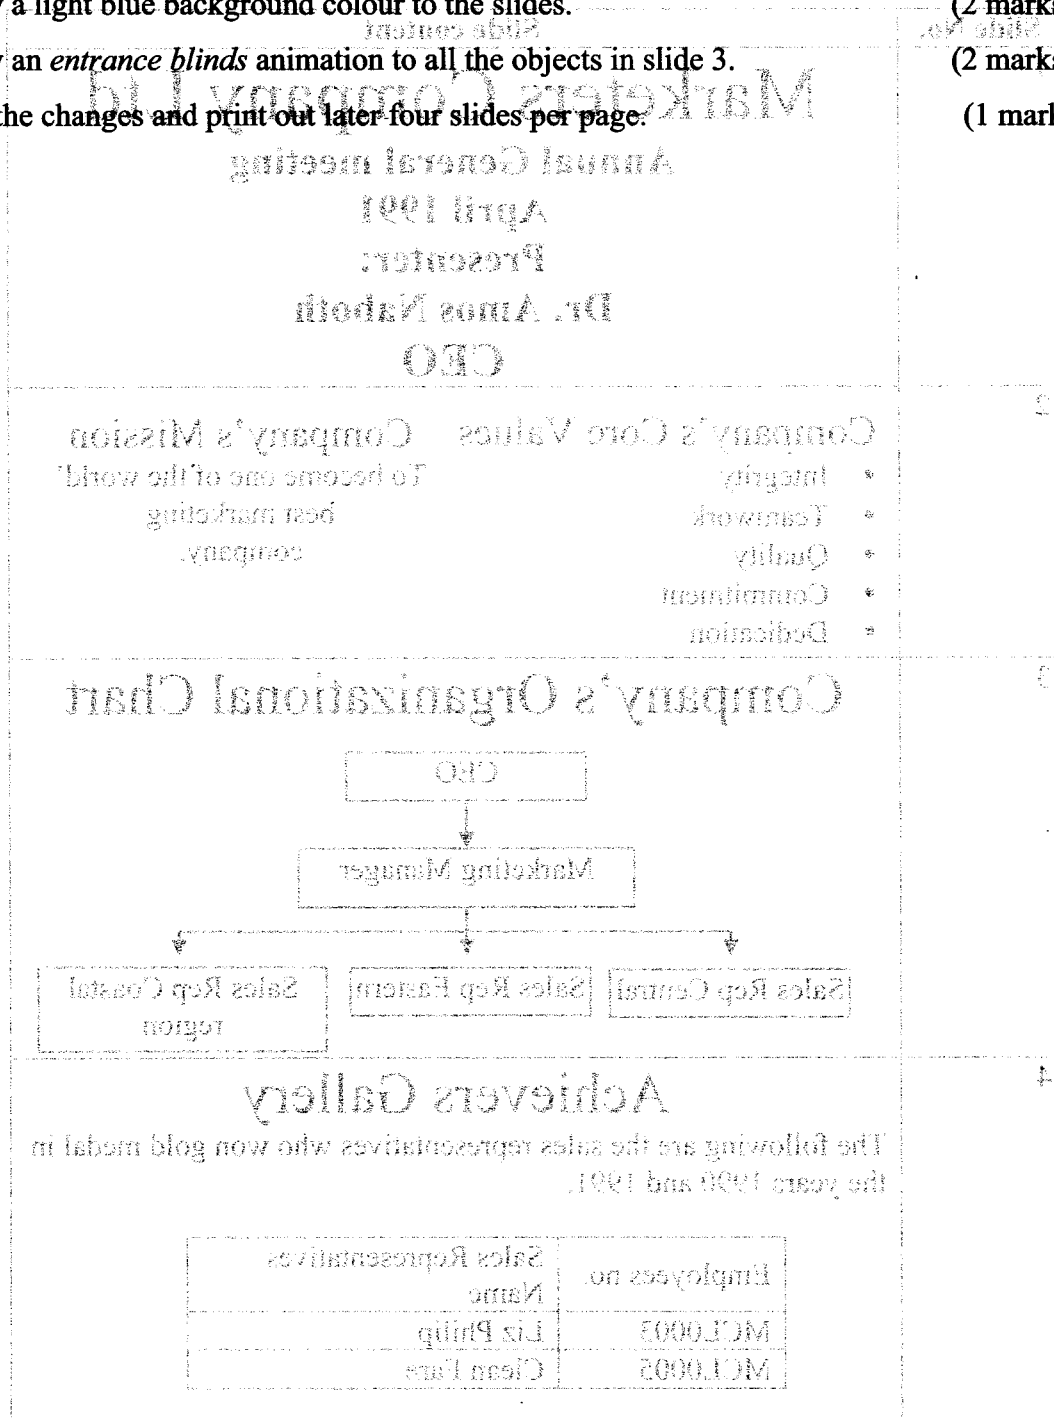 a light blue background colour to the slides. (2 marks
an entrance blinds animation to all the objects in slide 3. (2 marks
the changes and print out later four slides per page. (1 mark
Slide No. Slide content
Marketers Company Ltd
Annual General meeting
April 1991
Presenter:
Dr. Amos Naboth
CEO
2
Company's Core Values Company's Mission
• Integrity To become one of the world'
• Teamwork best marketing
• Quality company.
• Commitment
• Dedication
3
Company's Organizational Chart
CEO
Marketing Manager
Sales Rep Central Sales Rep Eastern Sales Rep Coastal
region
4
Achievers Gallery
The following are the sales representatives who won gold medal in
the years 1990 and 1991.
Employees no. Sales Representatives
Name
MCL0003 Liz Philip
MCL0005 Clean Fara